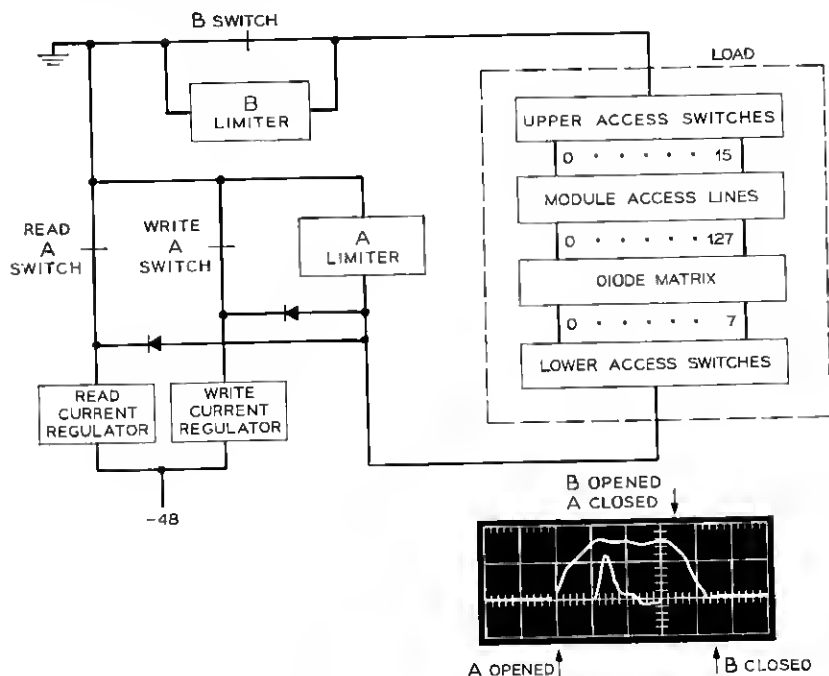 B SWITCH
B
LIMITER
LOAD
UPPER ACCESS SWITCHES
0 · · · · · 15
MODULE ACCESS LINES
0 · · · · · · 127
DIODE MATRIX
0 · · · · · 7
LOWER ACCESS SWITCHES
READ
A
SWITCH
WRITE
A
SWITCH
A
LIMITER
READ
CURRENT
REGULATOR
WRITE
CURRENT
REGULATOR
-48
B OPENED
A CLOSED
A OPENED
B CLOSED